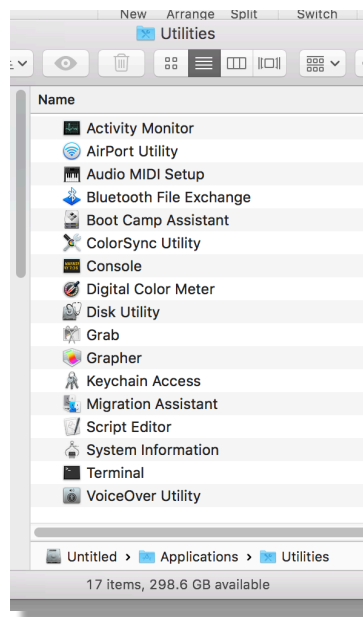 New Arrange Split Switch
Utilities
Name
Activity Monitor
AirPort Utility
Audio MIDI Setup
Bluetooth File Exchange
Boot Camp Assistant
ColorSync Utility
Console
Digital Color Meter
Disk Utility
Grab
Grapher
Keychain Access
Migration Assistant
Script Editor
System Information
Terminal
VoiceOver Utility
Untitled › Applications › Utilities
17 items, 298.6 GB available